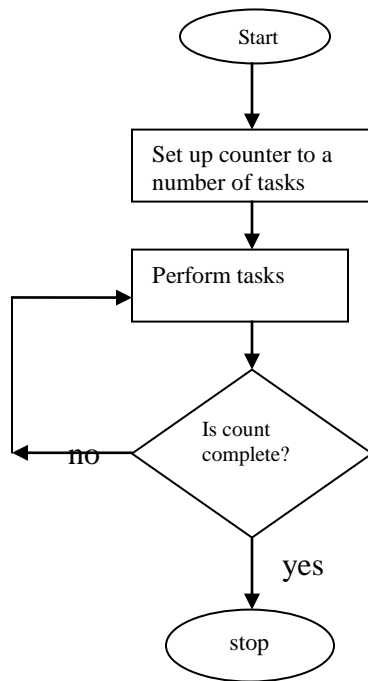 Start
Set up counter to a
number of tasks
Perform tasks
Is count
complete?
no
yes
stop